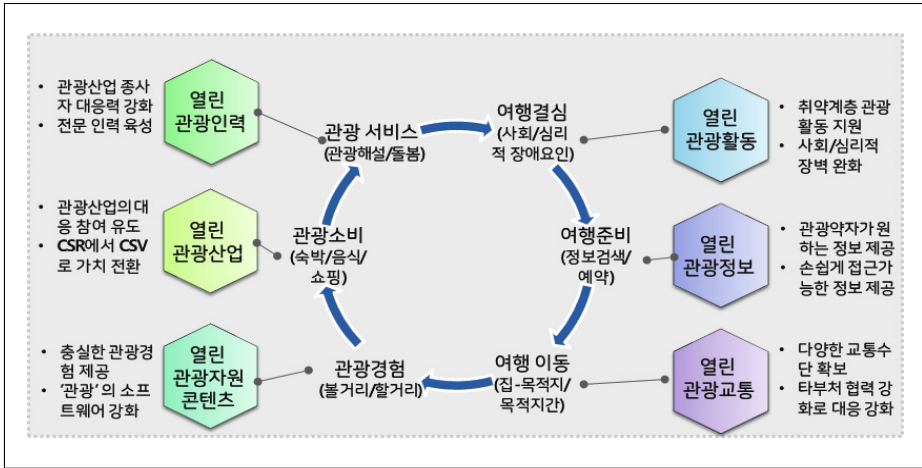 • 관광산업 종사
자 대응력 강화
• 전문 인력 육성
열린
관광인력
관광 서비스
(관광해설/돌봄)
여행결심
(사회/심리
적 장애요인)
열린
관광활동
• 취약계층 관광
활동 지원
• 사회/심리적
장벽 완화
• 관광산업의 대
응 참여 유도
• CSR에서 CSV
로 가치 전환
열린
관광산업
관광소비
(숙박/음식/
쇼핑)
여행준비
(정보검색/
예약)
열린
관광정보
• 관광약자가 원
하는 정보 제공
• 손쉽게 접근가
능한 정보 제공
• 충실한 관광경
험 제공
• ‘관광’의 소프
트웨어 강화
열린
관광자원
콘텐츠
관광경험
(볼거리/할거리)
여행 이동
(집-목적지/
목적지간)
열린
관광교통
• 다양한 교통수
단 확보
• 타부처 협력 강
화로 대응 강화